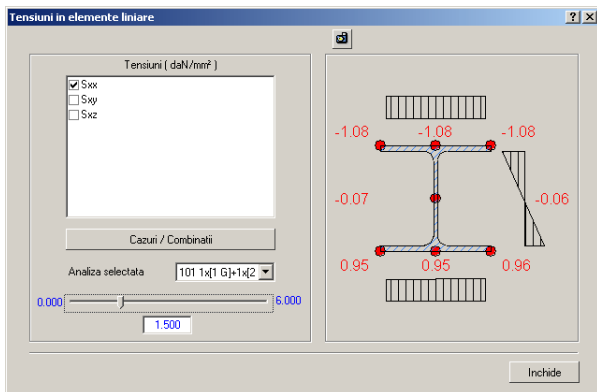 Tensiuni in elemente liniare
Tensiuni ( daN/mm² )
Sxx
Sxy
Sxz
Cazuri / Combinatii
Analiza selectata 101 1x[1 G]+1x[2
0.000 6.000
1.500
-1.08 -1.08 -1.08
-0.07 -0.06
0.95 0.95 0.96
Inchide